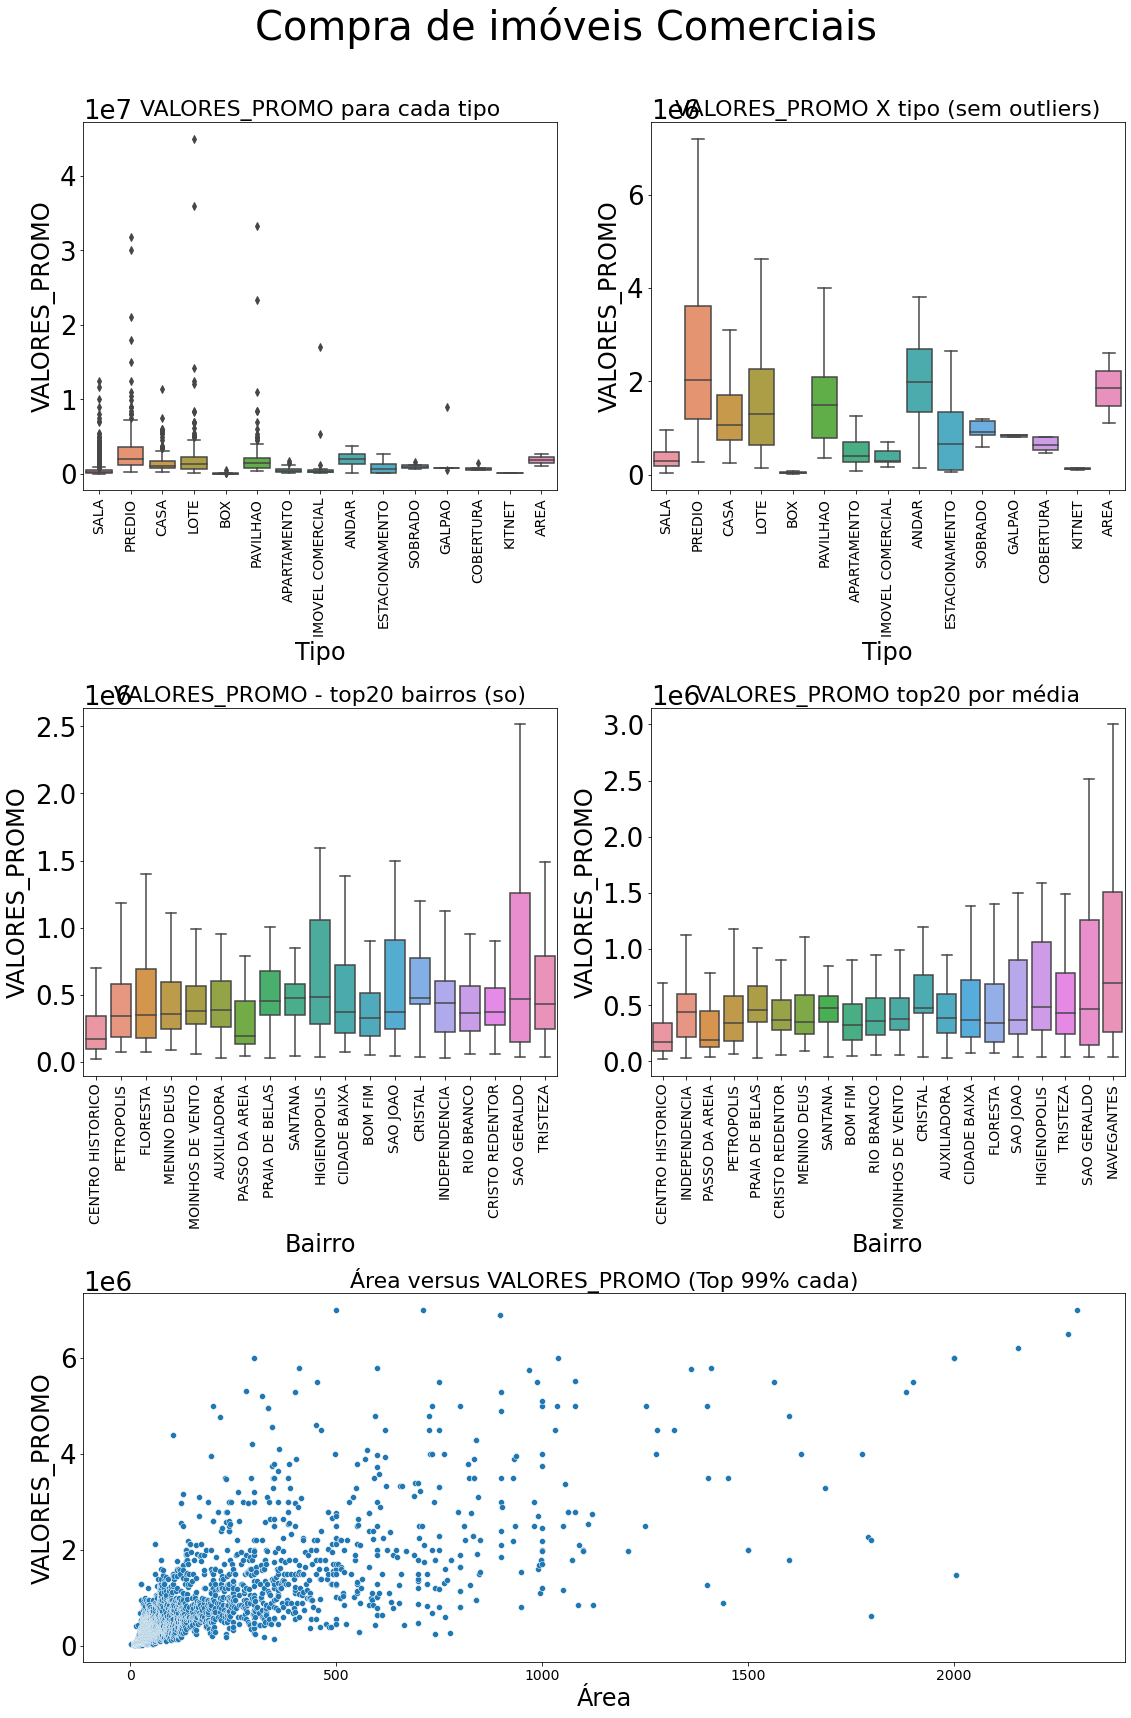 Compra de imóveis Comerciais
1e7
VALORES_PROMO para cada tipo
VALORES_PROMO
4
3
2
1
0
SALA
PREDIO
CASA
LOTE
BOX
PAVILHAO
APARTAMENTO
IMOVEL COMERCIAL
ANDAR
ESTACIONAMENTO
SOBRADO
GALPAO
COBERTURA
KITNET
AREA
Tipo
1e6
VALORES_PROMO X tipo (sem outliers)
VALORES_PROMO
6
4
2
0
SALA
PREDIO
CASA
LOTE
BOX
PAVILHAO
APARTAMENTO
IMOVEL COMERCIAL
ANDAR
ESTACIONAMENTO
SOBRADO
GALPAO
COBERTURA
KITNET
AREA
Tipo
1e6
VALORES_PROMO - top20 bairros (so)
VALORES_PROMO
2.5
2.0
1.5
1.0
0.5
0.0
CENTRO HISTORICO
PETROPOLIS
FLORESTA
MENINO DEUS
MOINHOS DE VENTO
AUXILIADORA
PASSO DA AREIA
PRAIA DE BELAS
SANTANA
HIGIENOPOLIS
CIDADE BAIXA
BOM FIM
SAO JOAO
CRISTAL
INDEPENDENCIA
RIO BRANCO
CRISTO REDENTOR
SAO GERALDO
TRISTEZA
Bairro
1e6
VALORES_PROMO top20 por média
VALORES_PROMO
3.0
2.5
2.0
1.5
1.0
0.5
0.0
CENTRO HISTORICO
INDEPENDENCIA
PASSO DA AREIA
PETROPOLIS
PRAIA DE BELAS
CRISTO REDENTOR
MENINO DEUS
SANTANA
BOM FIM
RIO BRANCO
MOINHOS DE VENTO
CRISTAL
AUXILIADORA
CIDADE BAIXA
FLORESTA
SAO JOAO
HIGIENOPOLIS
TRISTEZA
SAO GERALDO
NAVEGANTES
Bairro
1e6
Área versus VALORES_PROMO (Top 99% cada)
VALORES_PROMO
6
4
2
0
0
500
1000
1500
2000
Área